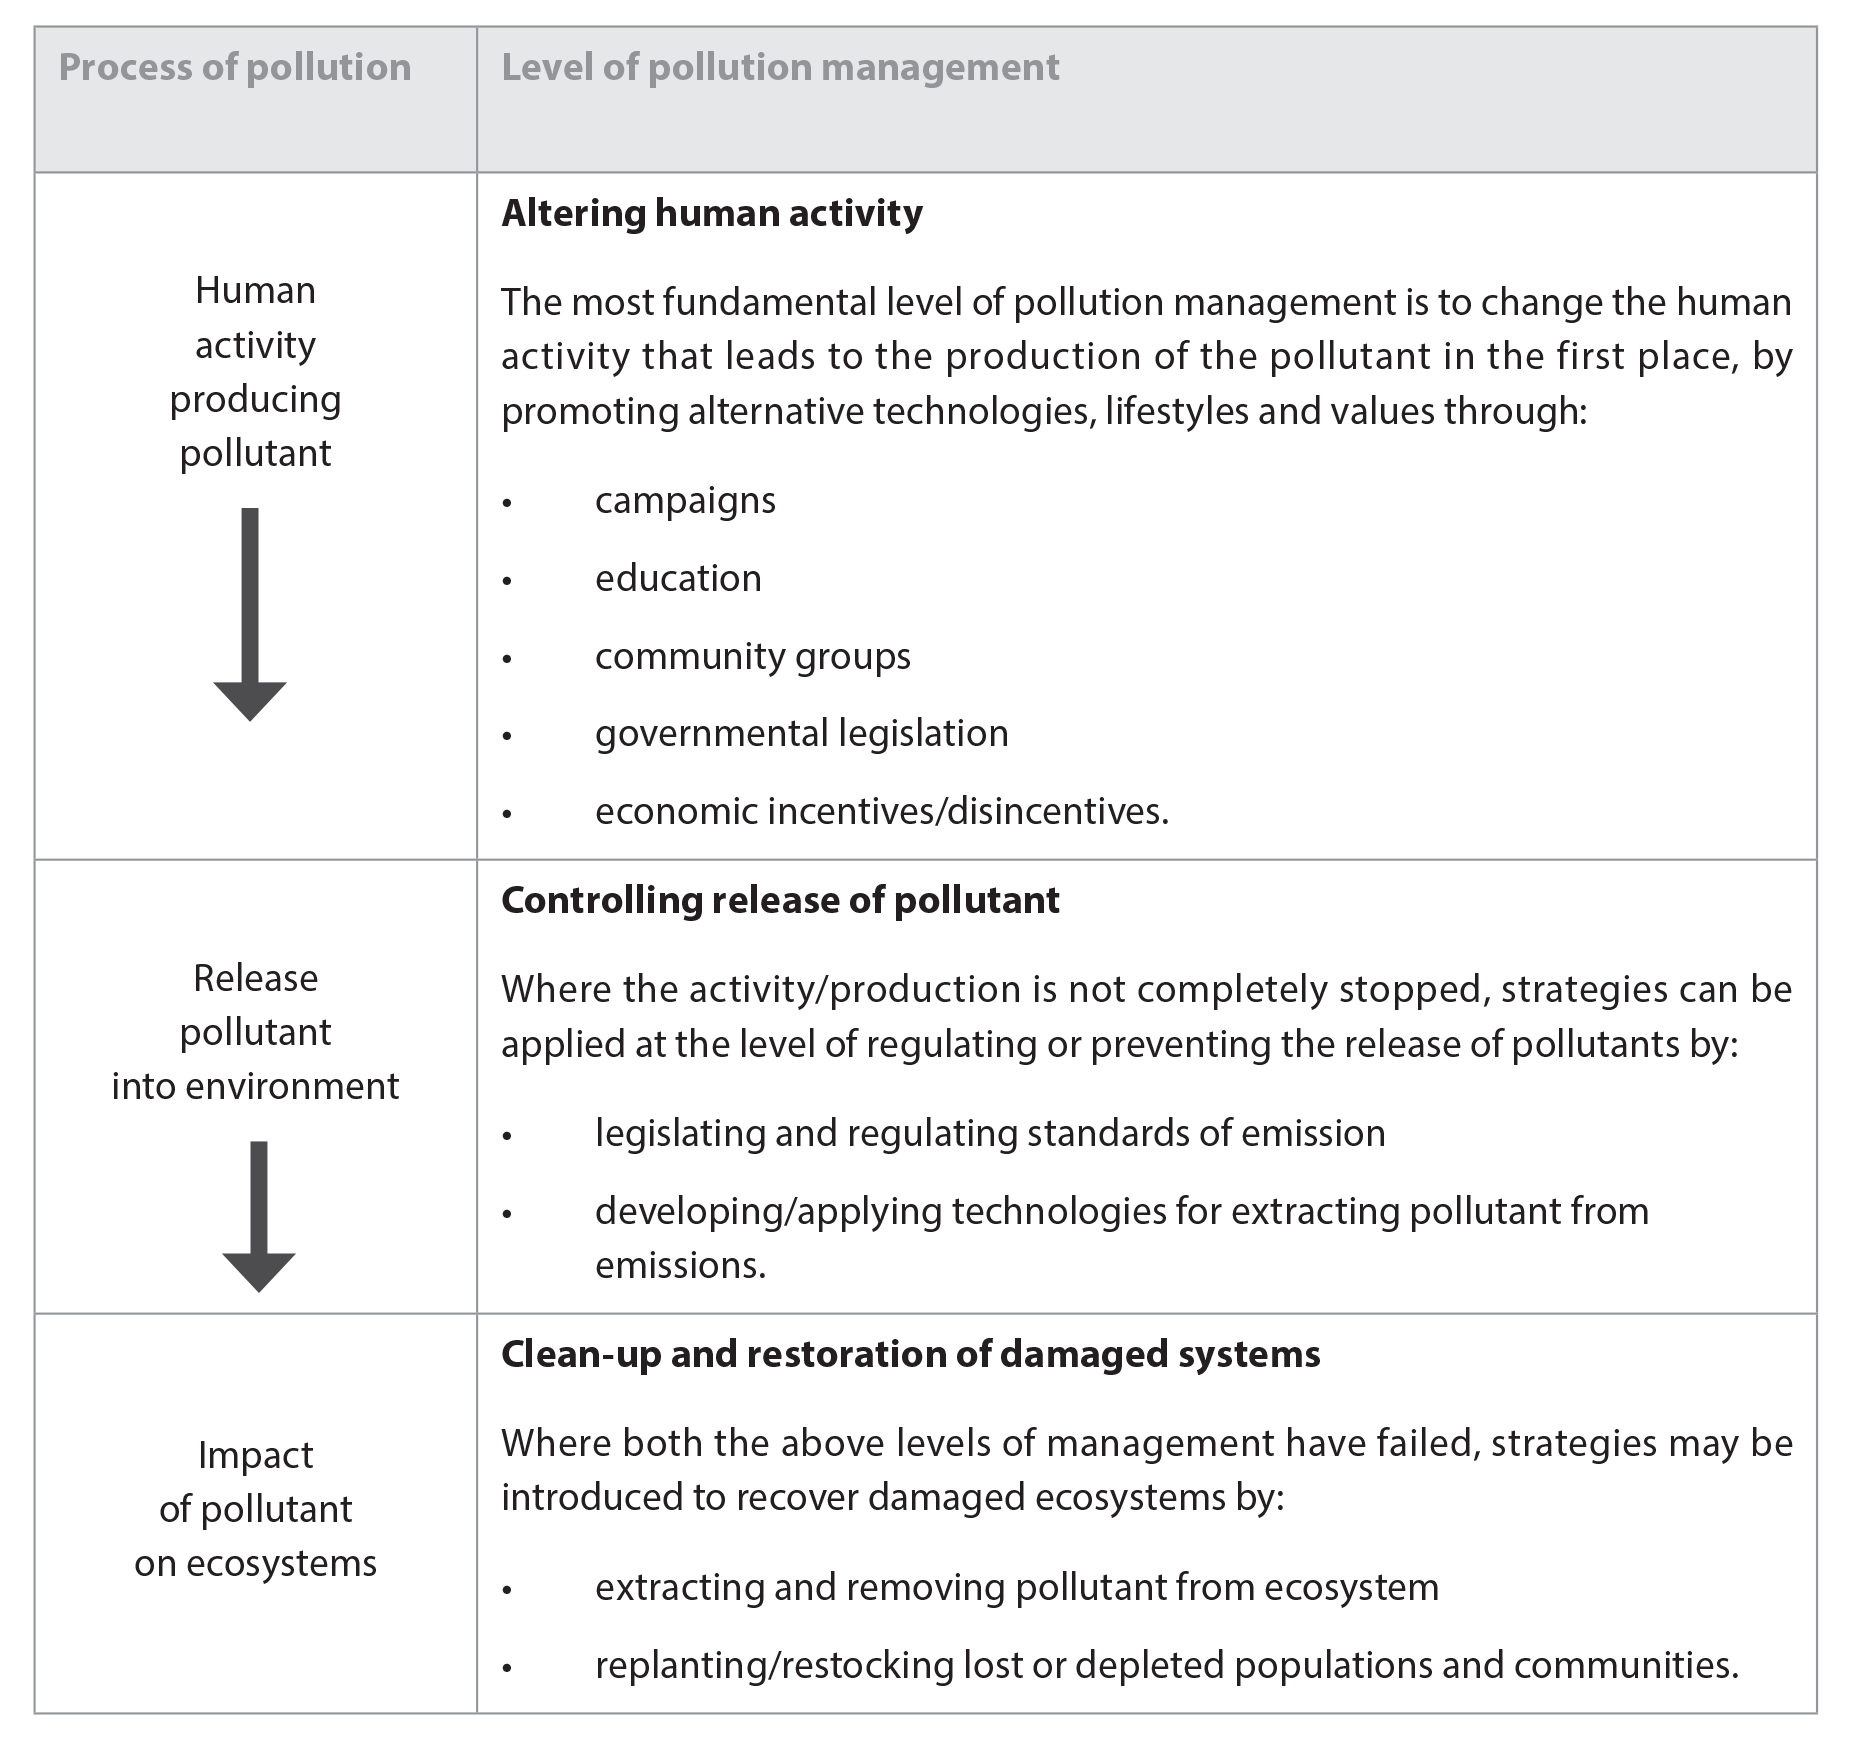 Process of pollution
Level of pollution management
Human
activity
producing
pollutant
Altering human activity
The most fundamental level of pollution management is to change the human
activity that leads to the production of the pollutant in the first place, by
promoting alternative technologies, lifestyles and values through:
• campaigns
• education
• community groups
• governmental legislation
• economic incentives/disincentives.
Release
pollutant
into environment
Controlling release of pollutant
Where the activity/production is not completely stopped, strategies can be
applied at the level of regulating or preventing the release of pollutants by:
• legislating and regulating standards of emission
• developing/applying technologies for extracting pollutant from
emissions.
Impact
of pollutant
on ecosystems
Clean-up and restoration of damaged systems
Where both the above levels of management have failed, strategies may be
introduced to recover damaged ecosystems by:
• extracting and removing pollutant from ecosystem
• replanting/restocking lost or depleted populations and communities.